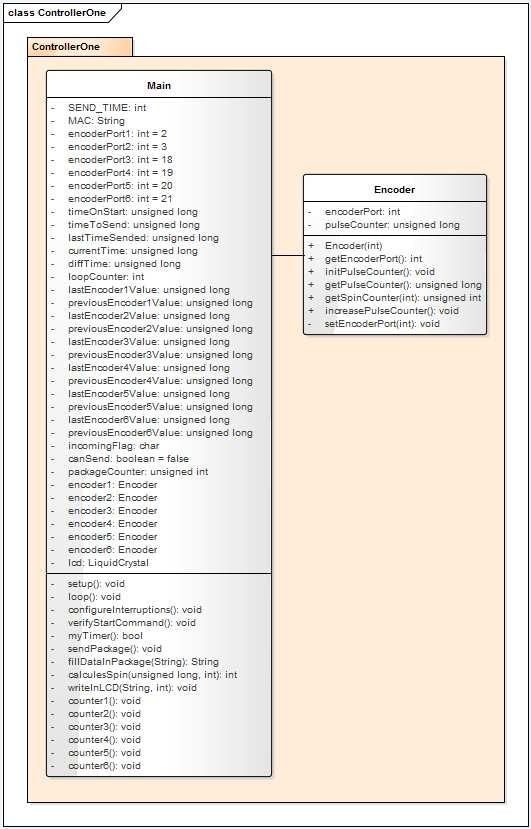 class ControllerOne
ControllerOne
Main
- SEND_TIME: int
- MAC: String
- encoderPort1: int = 2
- encoderPort2: int = 3
- encoderPort3: int = 18
- encoderPort4: int = 19
- encoderPort5: int = 20
- encoderPort6: int = 21
- timeOnStart: unsigned long
- timeToSend: unsigned long
- lastTimeSended: unsigned long
- currentTime: unsigned long
- diffTime: unsigned long
- loopCounter: int
- lastEncoder1Value: unsigned long
- previousEncoder1Value: unsigned long
- lastEncoder2Value: unsigned long
- previousEncoder2Value: unsigned long
- lastEncoder3Value: unsigned long
- previousEncoder3Value: unsigned long
- lastEncoder4Value: unsigned long
- previousEncoder4Value: unsigned long
- lastEncoder5Value: unsigned long
- previousEncoder5Value: unsigned long
- lastEncoder6Value: unsigned long
- previousEncoder6Value: unsigned long
- incomingFlag: char
- canSend: boolean = false
- packageCounter: unsigned int
- encoder1: Encoder
- encoder2: Encoder
- encoder3: Encoder
- encoder4: Encoder
- encoder5: Encoder
- encoder6: Encoder
- lcd: LiquidCrystal
- setup(): void
- loop(): void
- configureInterruptions(): void
- verifyStartCommand(): void
- myTimer(): bool
- sendPackage(): void
- fillDataInPackage(String): String
- calculesSpin(unsigned long, int): int
- writeInLCD(String, int): void
- counter1(): void
- counter2(): void
- counter3(): void
- counter4(): void
- counter5(): void
- counter6(): void
Encoder
- encoderPort: int
- pulseCounter: unsigned long
+ Encoder(int)
+ getEncoderPort(): int
+ initPulseCounter(): void
+ getPulseCounter(): unsigned long
+ getSpinCounter(int): unsigned int
+ increasePulseCounter(): void
- setEncoderPort(int): void